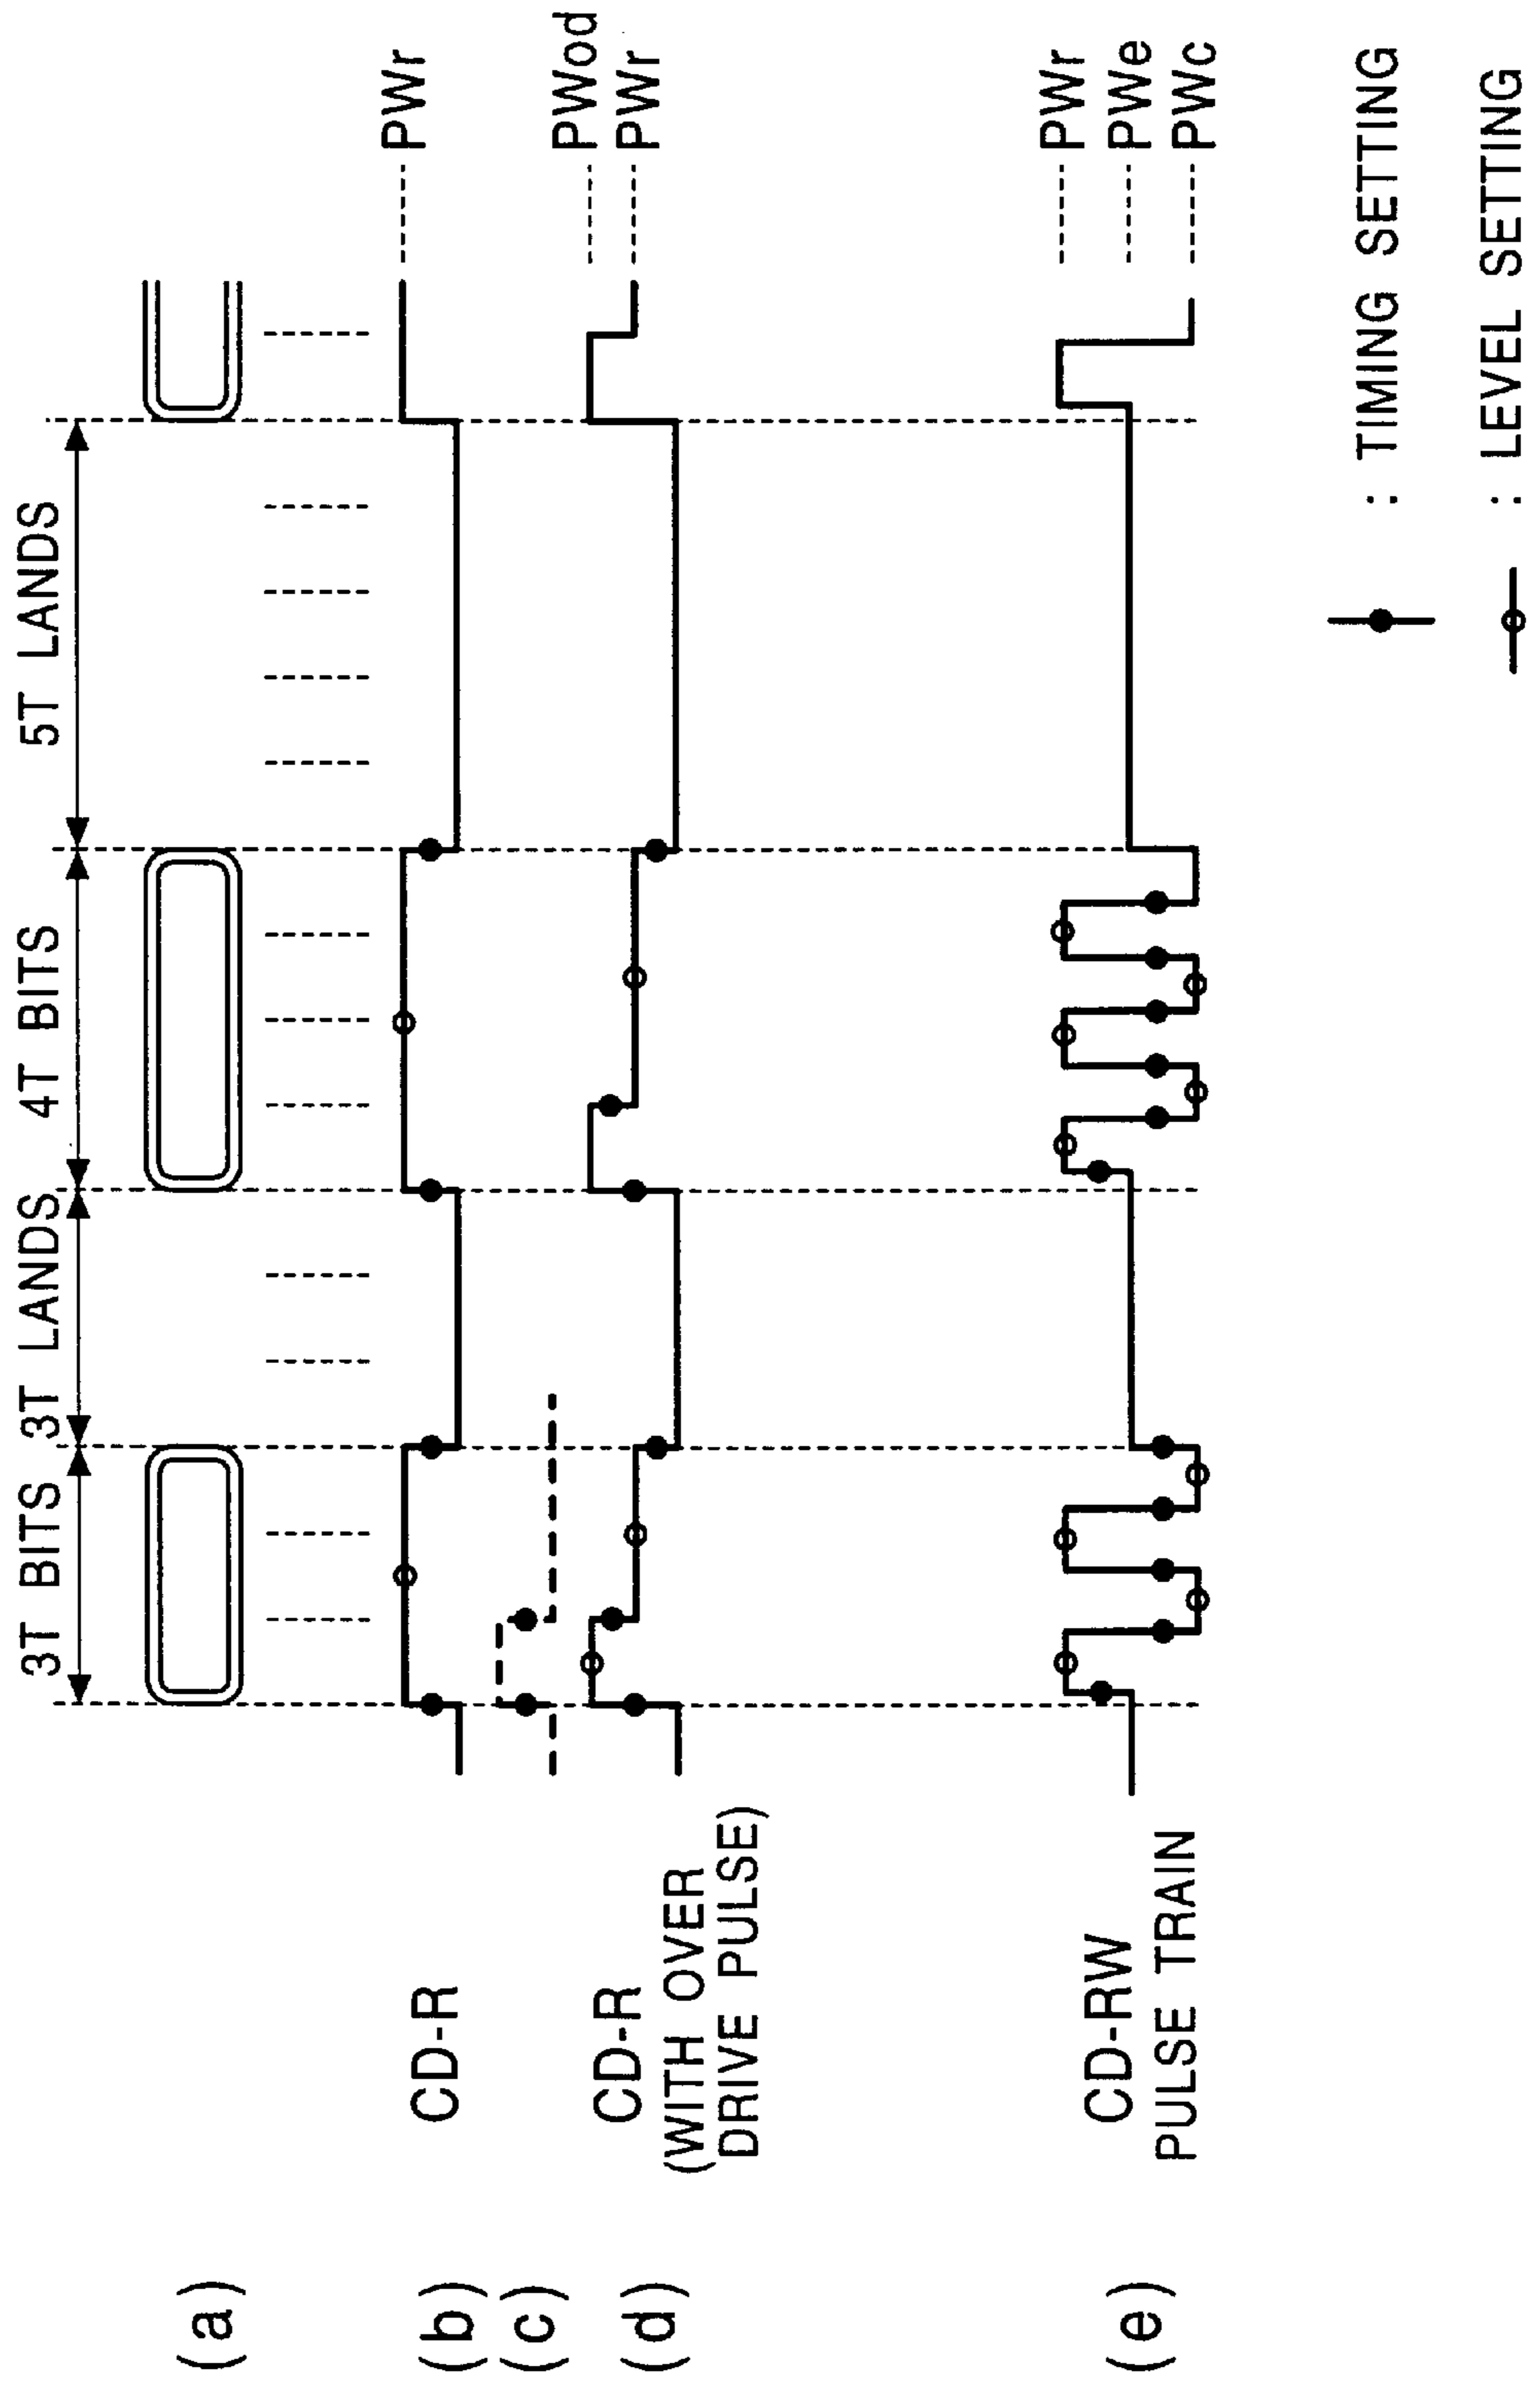 3T BITS 3T LANDS 4T BITS 5T LANDS
(a)
(b) CD-R PWr
(c)
(d) CD-R
(WITH OVER
DRIVE PULSE)
PWod
PWr
(e) CD-RW
PULSE TRAIN
PWr
PWe
PWc
: TIMING SETTING
: LEVEL SETTING